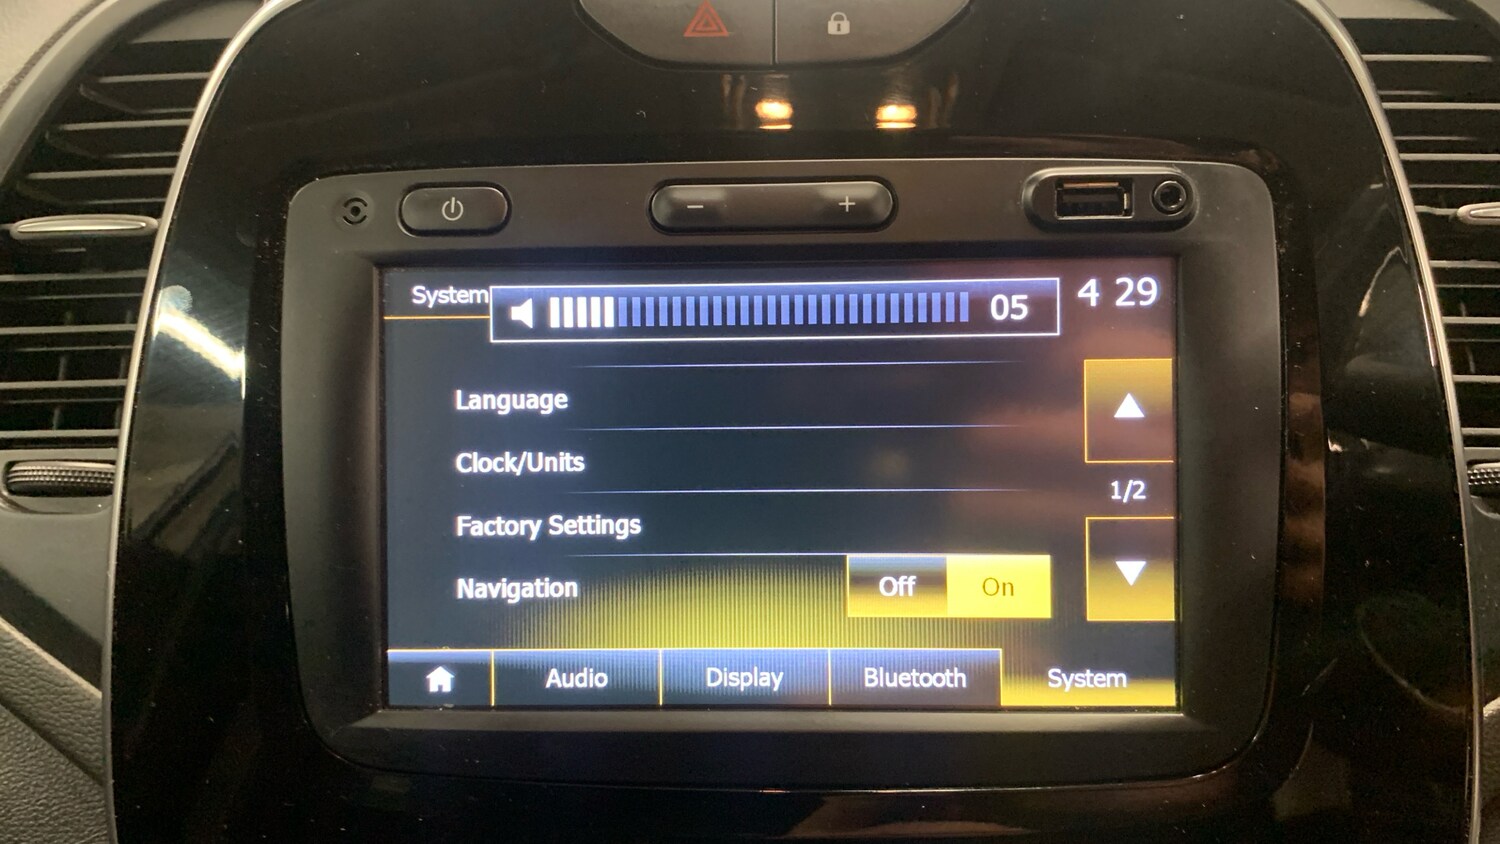 − +
System 05 4 29
Language
Clock/Units
1/2
Factory Settings
Navigation Off On
Audio Display Bluetooth System